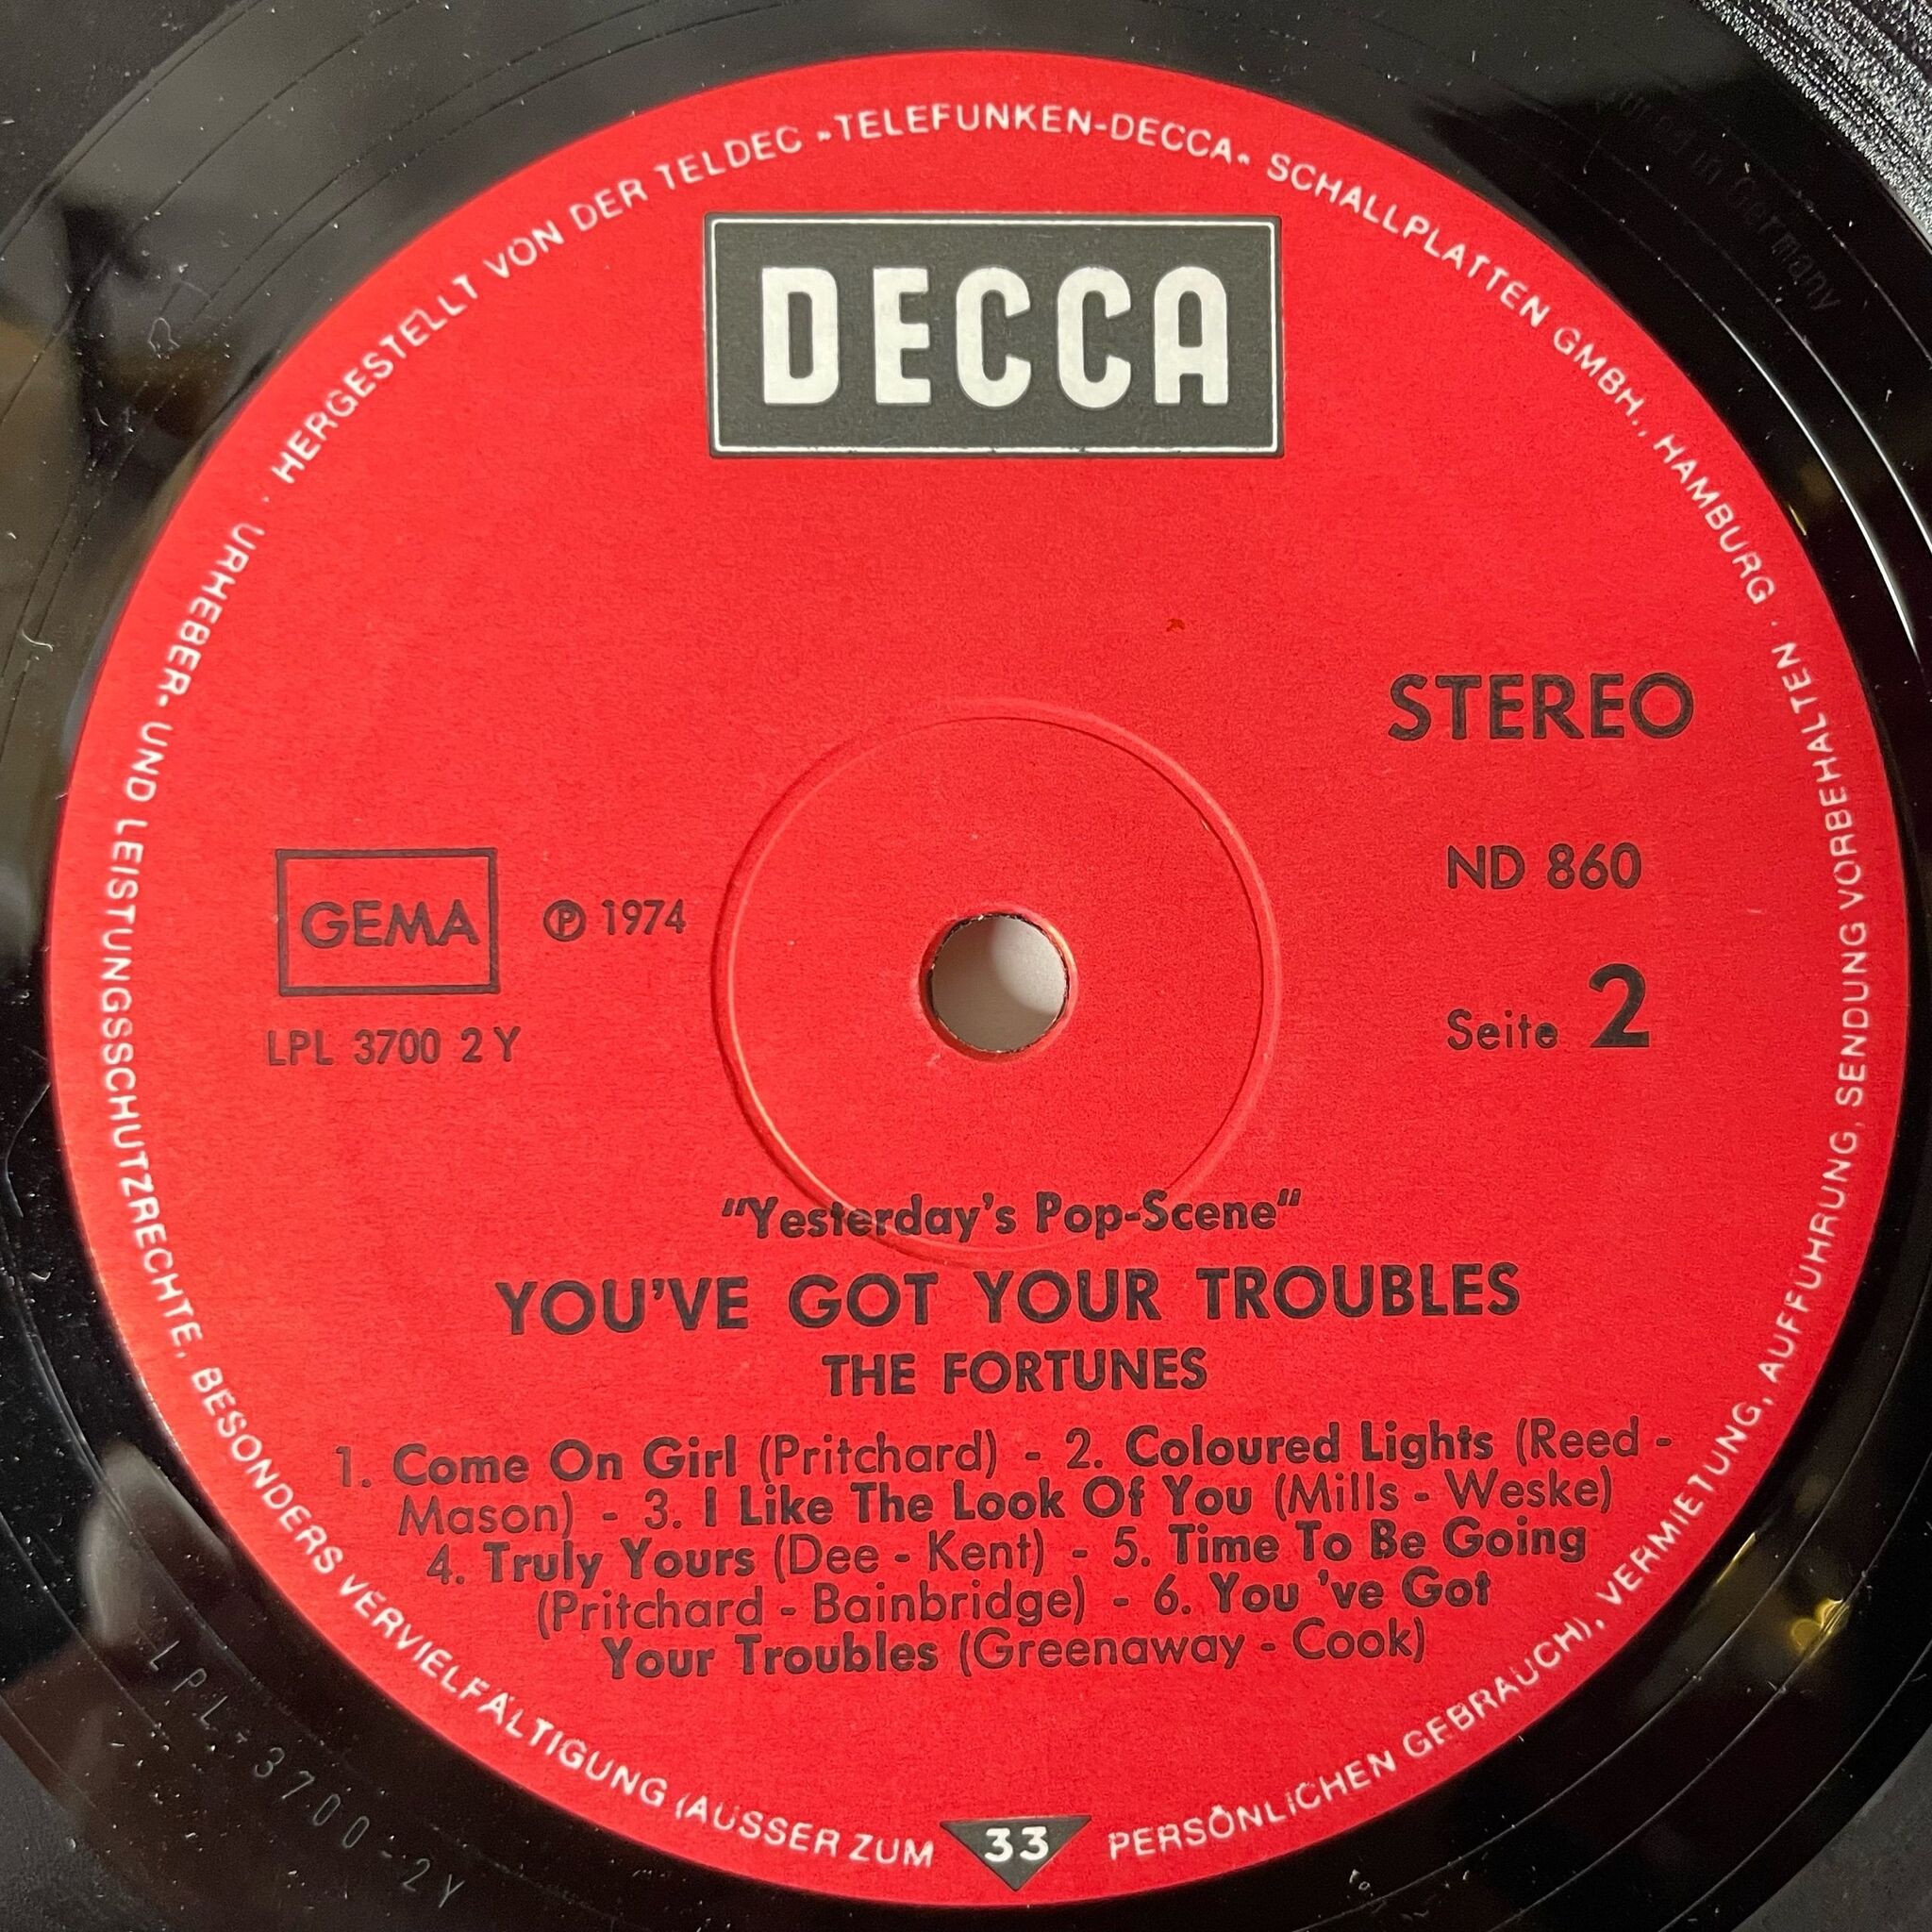 HERGESTELLT VON DER TELDEC »TELEFUNKEN-DECCA« SCHALLPLATTEN GMBH., HAMBURG · URHEBER- UND LEISTUNGSSCHUTZRECHTE, BESONDERS VERVIELFÄLTIGUNG (AUSSER ZUM PERSÖNLICHEN GEBRAUCH), VERMIETUNG, AUFFÜHRUNG, SENDUNG VORBEHALTEN ·
DECCA
STEREO
ND 860
Seite 2
GEMA
℗ 1974
LPL 3700 2 Y
"Yesterday's Pop-Scene"
YOU'VE GOT YOUR TROUBLES
THE FORTUNES
1. Come On Girl (Pritchard) - 2. Coloured Lights (Reed -
Mason) - 3. I Like The Look Of You (Mills - Weske)
4. Truly Yours (Dee - Kent) - 5. Time To Be Going
(Pritchard - Bainbridge) - 6. You 've Got
Your Troubles (Greenaway - Cook)
33
LPL-3700-2Y
in Germany